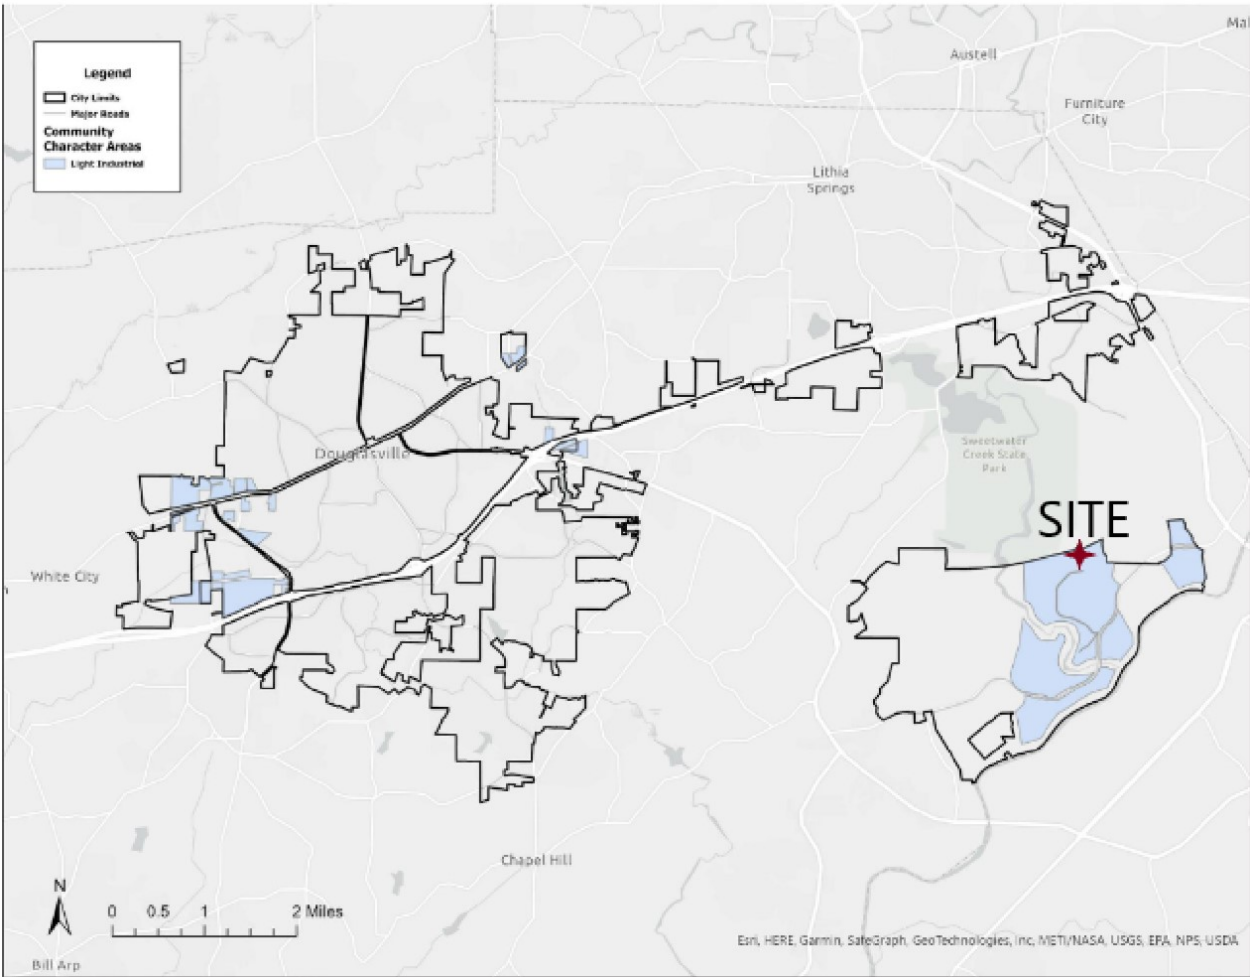 Mal
Austell
Legend
City Limits
Major Roads
Community
Character Areas
Light Industrial
Furniture
City
Lithia
Springs
Douglasville
Sweetwater
Creek State
Park
SITE
White City
Chapel Hill
N
0 0.5 1 2 Miles
Esri, HERE, Garmin, SafeGraph, GeoTechnologies, Inc, METI/NASA, USGS, EPA, NPS, USDA
Bill Arp